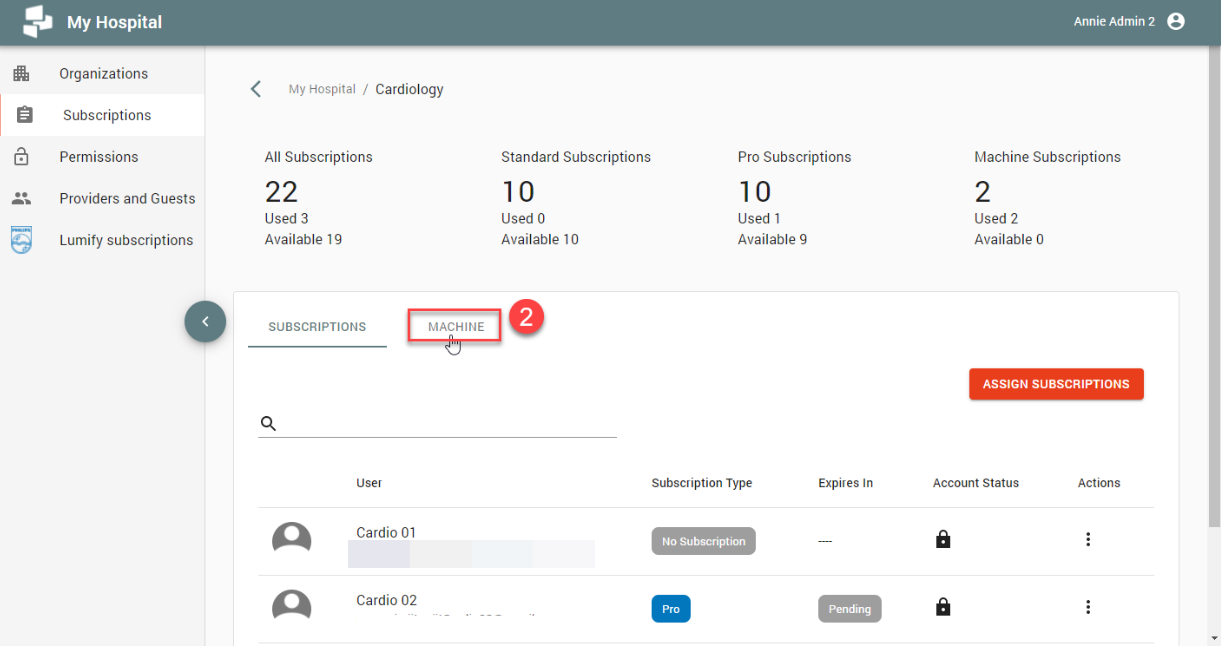 My Hospital
Annie Admin 2
Organizations
Subscriptions
Permissions
Providers and Guests
PHILIPS
Lumify subscriptions
My Hospital / Cardiology
All Subscriptions
22
Used 3
Available 19
Standard Subscriptions
10
Used 0
Available 10
Pro Subscriptions
10
Used 1
Available 9
Machine Subscriptions
2
Used 2
Available 0
SUBSCRIPTIONS
MACHINE
2
ASSIGN SUBSCRIPTIONS
User Subscription Type Expires In Account Status Actions
Cardio 01
No Subscription ----
Cardio 02
Pro Pending